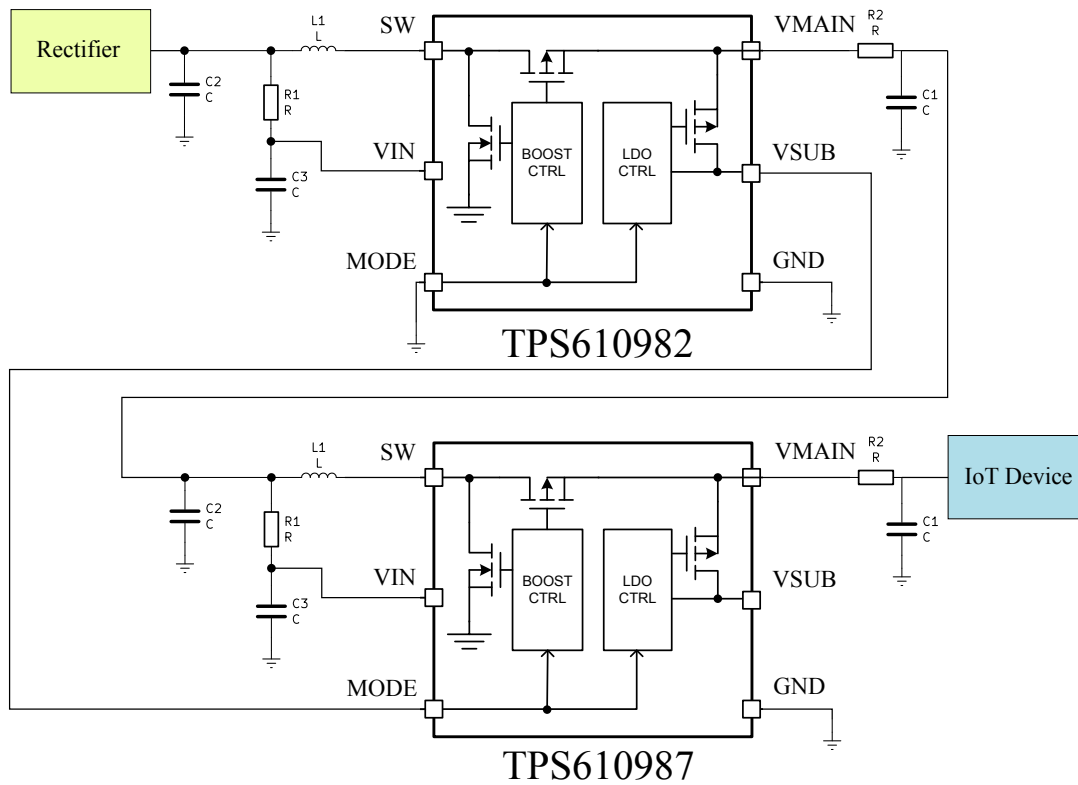 Rectifier
L1
L
SW
VMAIN
R2
R
C2
C
R1
R
C1
C
VIN
BOOST
CTRL
LDO
CTRL
VSUB
C3
C
MODE
GND
TPS610982
L1
L
SW
VMAIN
R2
R
IoT Device
C2
C
R1
R
C1
C
VIN
BOOST
CTRL
LDO
CTRL
VSUB
C3
C
MODE
GND
TPS610987